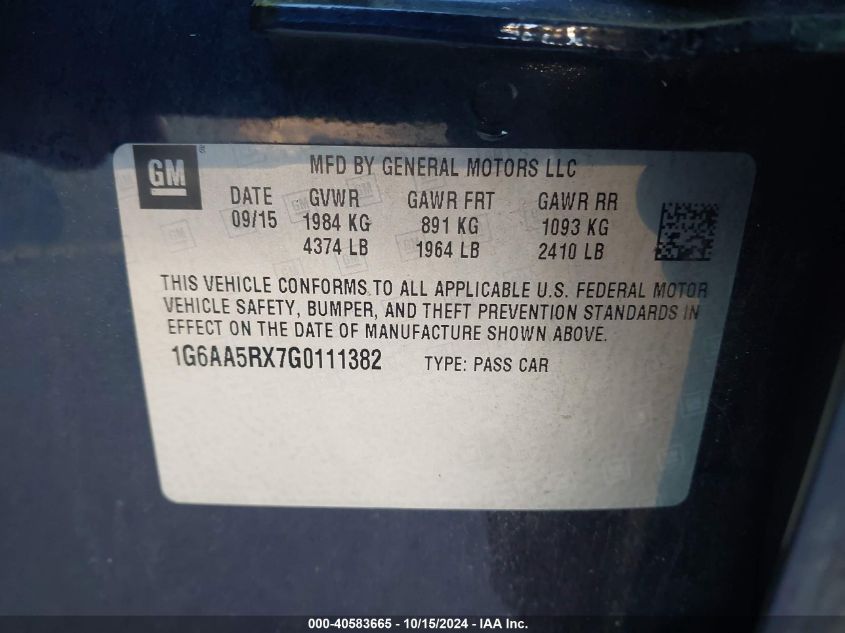 GM
MFD BY GENERAL MOTORS LLC
DATE GVWR GAWR FRT GAWR RR
09/15 1984 KG 891 KG 1093 KG
4374 LB 1964 LB 2410 LB
THIS VEHICLE CONFORMS TO ALL APPLICABLE U.S. FEDERAL MOTOR
VEHICLE SAFETY, BUMPER, AND THEFT PREVENTION STANDARDS IN
EFFECT ON THE DATE OF MANUFACTURE SHOWN ABOVE.
1G6AA5RX7G0111382 TYPE: PASS CAR
000-40583665 - 10/15/2024 - IAA Inc.